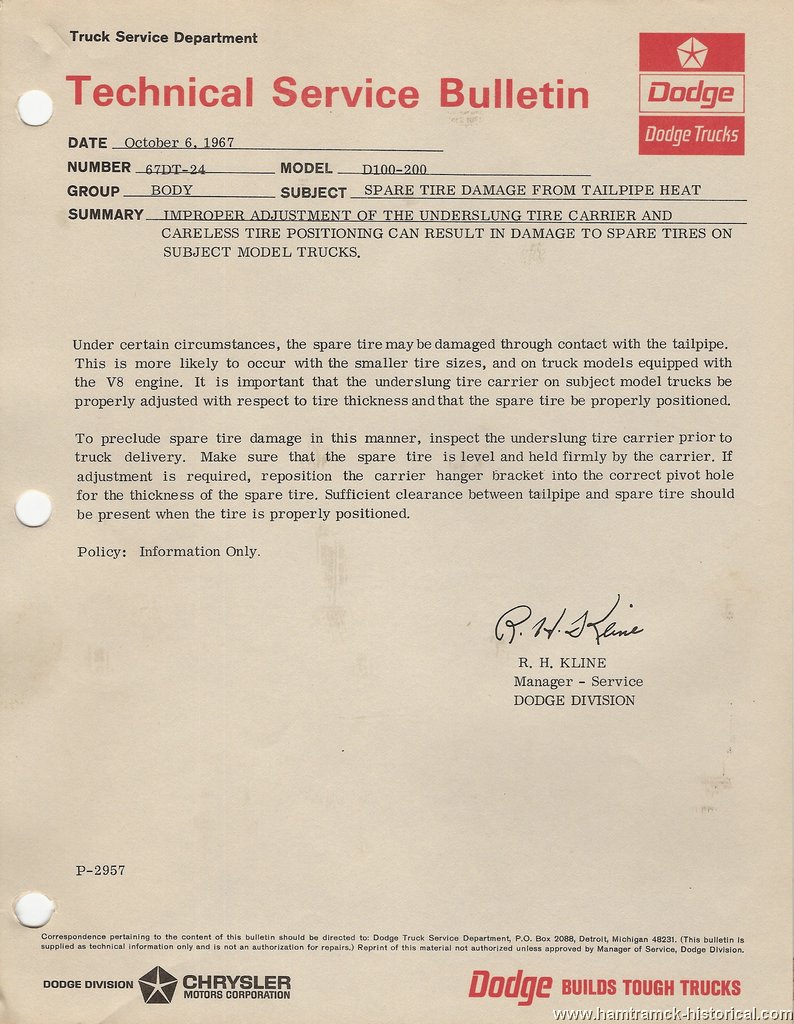 Truck Service Department
Technical Service Bulletin
Dodge
Dodge Trucks
DATE October 6, 1967
NUMBER 67DT-24 MODEL D100-200
GROUP BODY SUBJECT SPARE TIRE DAMAGE FROM TAILPIPE HEAT
SUMMARY IMPROPER ADJUSTMENT OF THE UNDERSLUNG TIRE CARRIER AND
CARELESS TIRE POSITIONING CAN RESULT IN DAMAGE TO SPARE TIRES ON
SUBJECT MODEL TRUCKS.
Under certain circumstances, the spare tire may be damaged through contact with the tailpipe.
This is more likely to occur with the smaller tire sizes, and on truck models equipped with
the V8 engine. It is important that the underslung tire carrier on subject model trucks be
properly adjusted with respect to tire thickness and that the spare tire be properly positioned.
To preclude spare tire damage in this manner, inspect the underslung tire carrier prior to
truck delivery. Make sure that the spare tire is level and held firmly by the carrier. If
adjustment is required, reposition the carrier hanger bracket into the correct pivot hole
for the thickness of the spare tire. Sufficient clearance between tailpipe and spare tire should
be present when the tire is properly positioned.
Policy: Information Only.
R. H. Kline
R. H. KLINE
Manager - Service
DODGE DIVISION
P-2957
Correspondence pertaining to the content of this bulletin should be directed to: Dodge Truck Service Department, P.O. Box 2088, Detroit, Michigan 48231. (This bulletin is
supplied as technical information only and is not an authorization for repairs.) Reprint of this material not authorized unless approved by Manager of Service, Dodge Division.
DODGE DIVISION CHRYSLER MOTORS CORPORATION
Dodge BUILDS TOUGH TRUCKS
www.hamtramck-historical.com